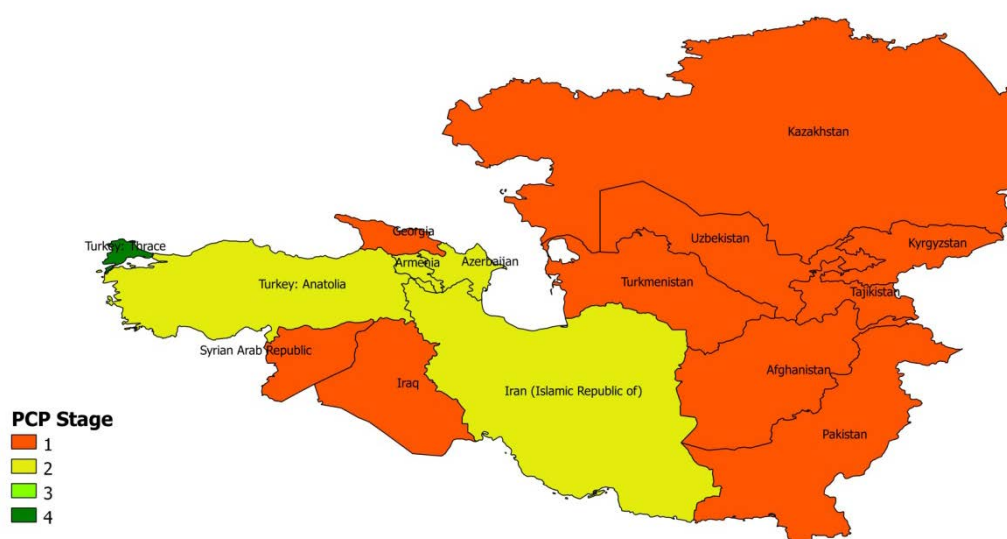 Kazakhstan
Georgia
Uzbekistan
Kyrgyzstan
Turkey: Thrace
Armenia
Azerbaijan
Turkey: Anatolia
Turkmenistan
Tajikistan
Syrian Arab Republic
Iraq
Iran (Islamic Republic of)
Afghanistan
Pakistan
PCP Stage
1
2
3
4